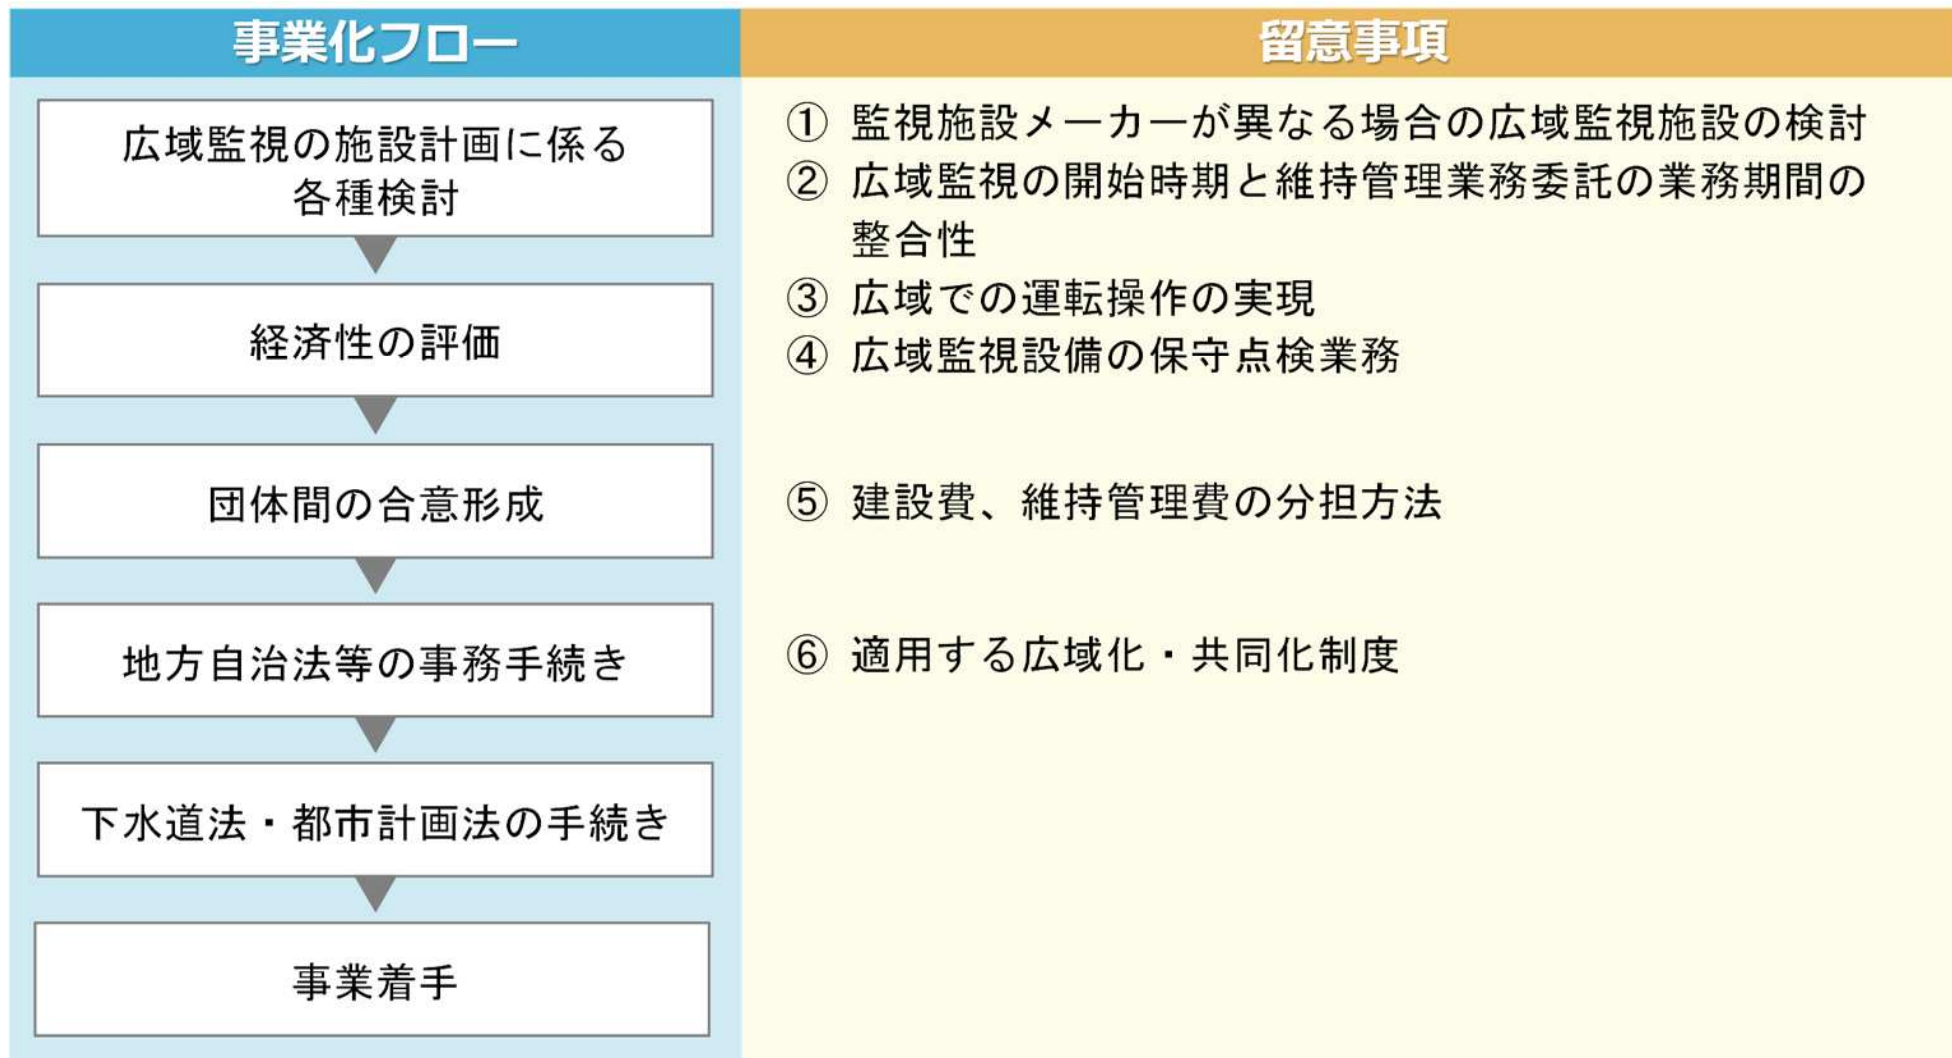 事業化フロー
留意事項
広域監視の施設計画に係る
各種検討
経済性の評価
団体間の合意形成
地方自治法等の事務手続き
下水道法・都市計画法の手続き
事業着手
① 監視施設メーカーが異なる場合の広域監視施設の検討
② 広域監視の開始時期と維持管理業務委託の業務期間の
整合性
③ 広域での運転操作の実現
④ 広域監視設備の保守点検業務
⑤ 建設費、維持管理費の分担方法
⑥ 適用する広域化・共同化制度